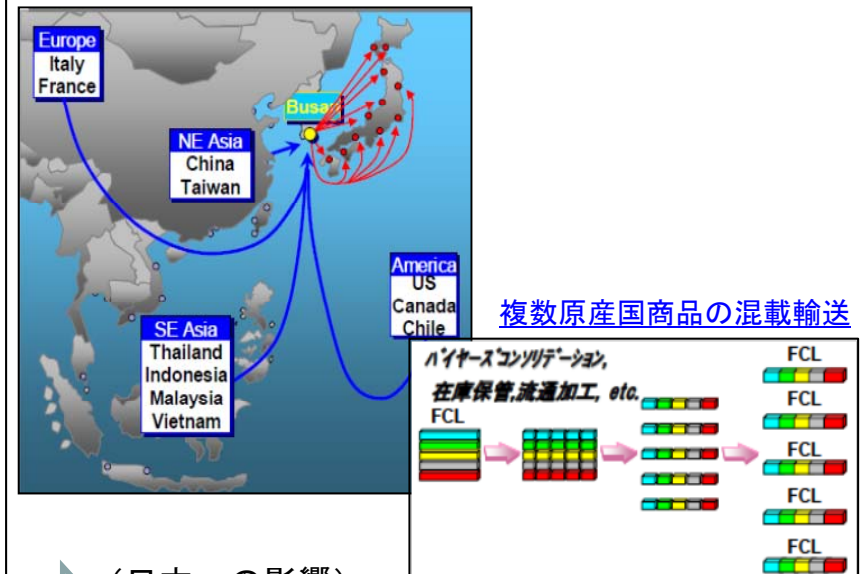 Europe
Italy
France
Busan
NE Asia
China
Taiwan
America
US
Canada
Chile
SE Asia
Thailand
Indonesia
Malaysia
Vietnam
複数原産国商品の混載輸送
バイヤーズコンソリデーション,
在庫保管,流通加工, etc.
FCL
FCL
FCL
FCL
FCL
FCL